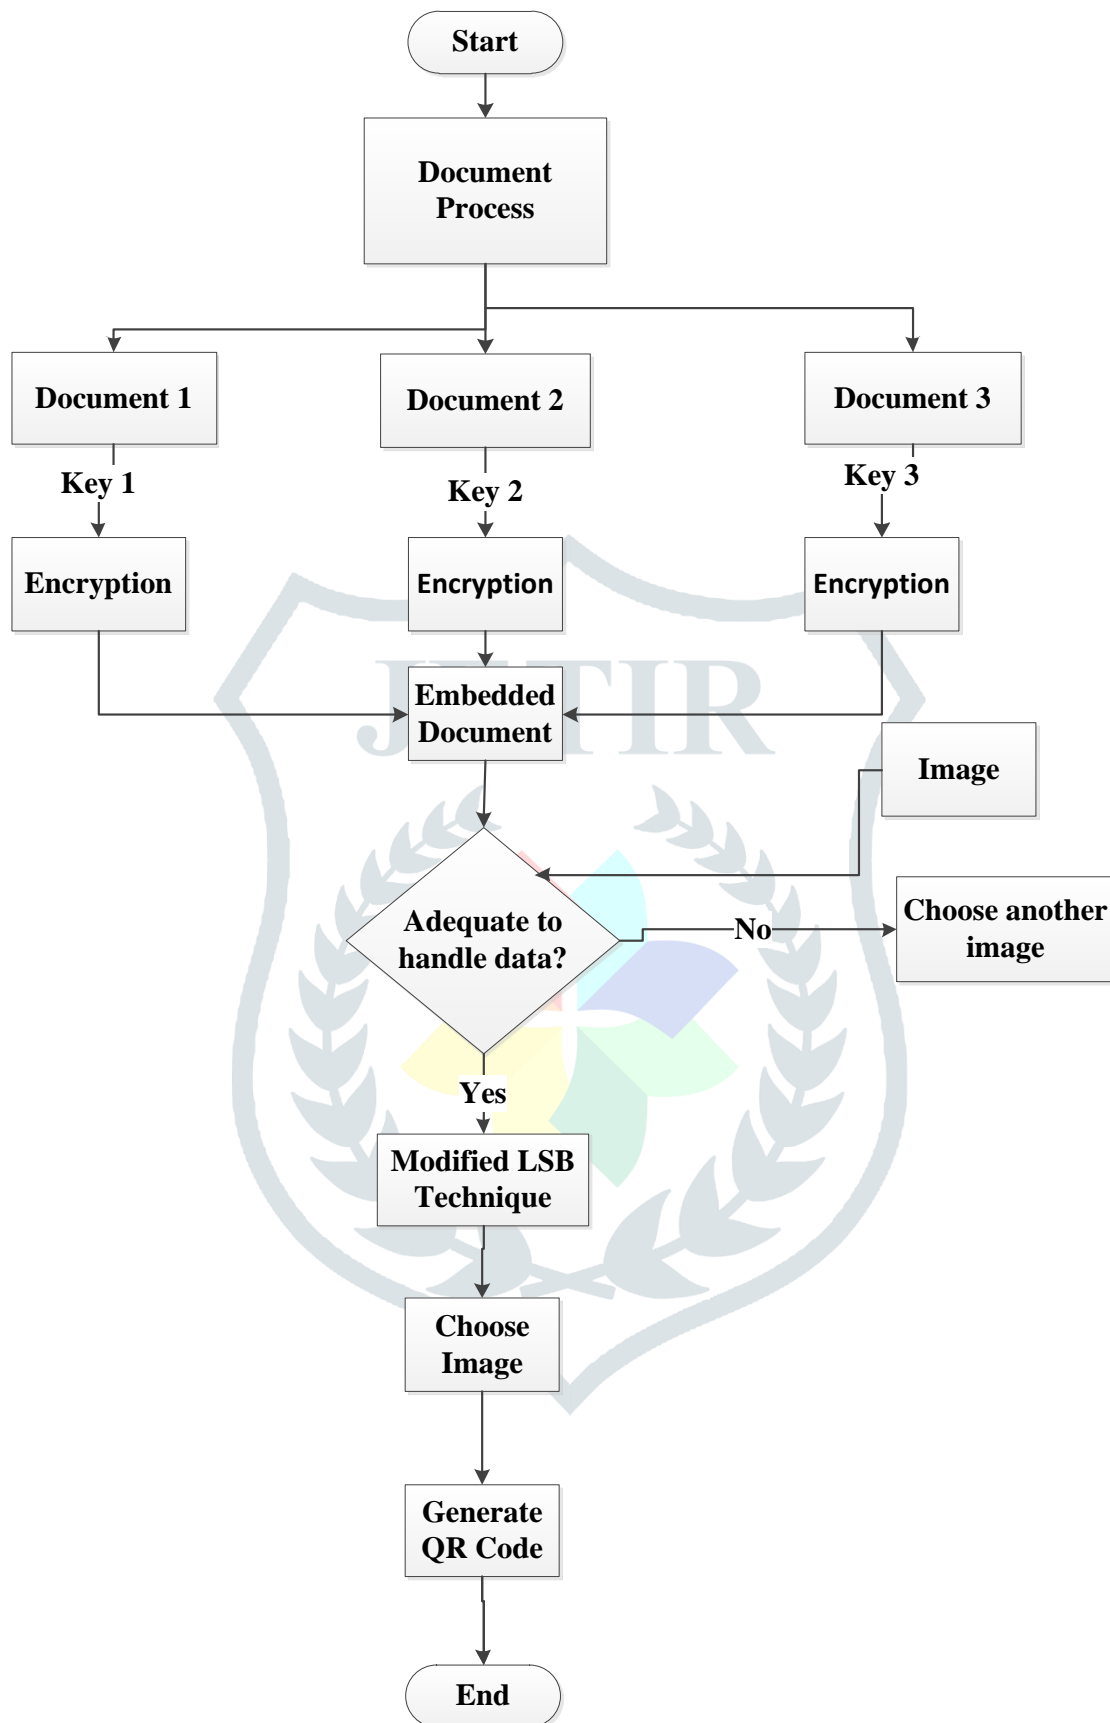 Start
Document
Process
Document 1
Document 2
Document 3
Key 1
Key 2
Key 3
Encryption
Encryption
Encryption
JETIR
Embedded
Document
Image
Adequate to
handle data?
No
Choose another
image
Yes
Modified LSB
Technique
Choose
Image
Generate
QR Code
End